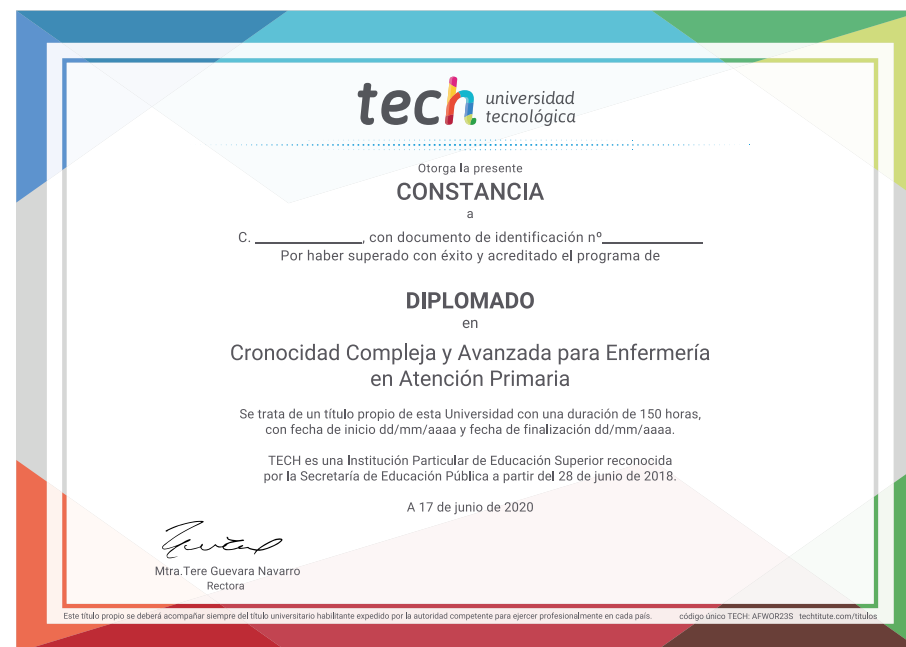 tech universidad
tecnológica
Otorga la presente
CONSTANCIA
a
C. ____________, con documento de identificación nº____________
Por haber superado con éxito y acreditado el programa de
DIPLOMADO
en
Cronocidad Compleja y Avanzada para Enfermería
en Atención Primaria
Se trata de un título propio de esta Universidad con una duración de 150 horas,
con fecha de inicio dd/mm/aaaa y fecha de finalización dd/mm/aaaa.
TECH es una Institución Particular de Educación Superior reconocida
por la Secretaría de Educación Pública a partir del 28 de junio de 2018.
A 17 de junio de 2020
Mtra.Tere Guevara Navarro
Rectora
Este título propio se deberá acompañar siempre del título universitario habilitante expedido por la autoridad competente para ejercer profesionalmente en cada país. código único TECH: AFWOR23S techtitute.com/titulos